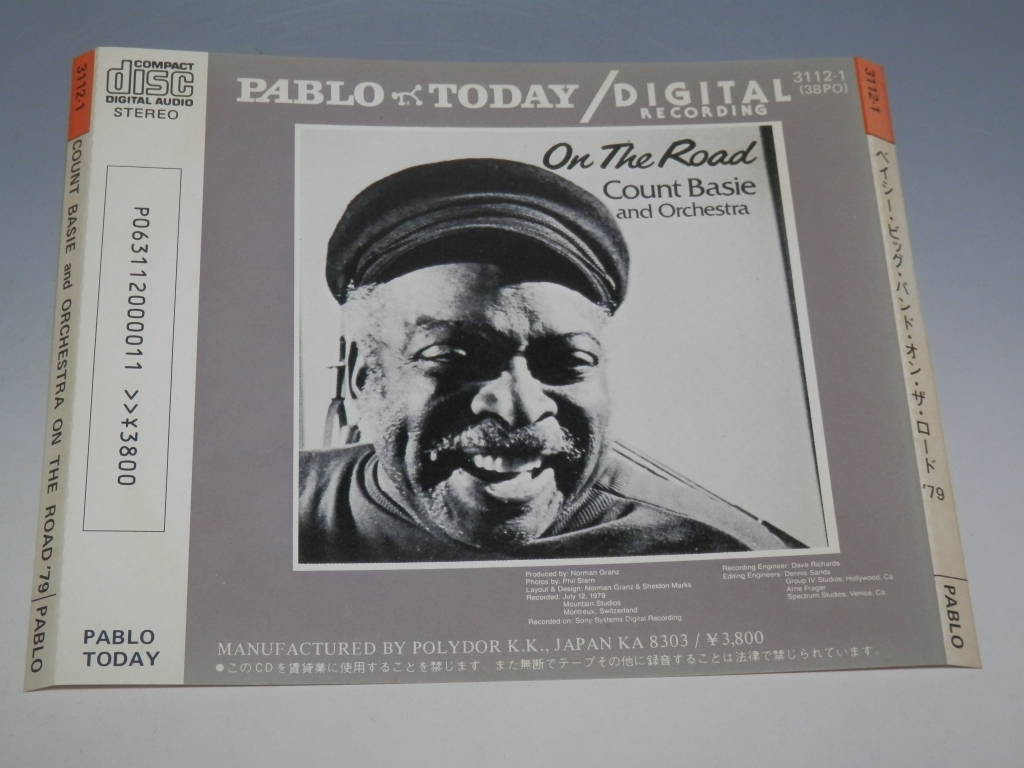 3112-1
COUNT BASIE and ORCHESTRA ON THE ROAD '79
PABLO
COMPACT
disc
DIGITAL AUDIO
STEREO
P0631120000011 >>¥3800
PABLO
TODAY
PABLO TODAY / DIGITAL
RECORDING
3112-1
(38PO)
On The Road
Count Basie
and Orchestra
Produced by: Norman Granz
Photos by: Phil Stern
Layout & Design: Norman Granz & Sheldon Marks
Recorded: July 12, 1979
Mountain Studios
Montreux, Switzerland
Recorded on: Sony Systems Digital Recording
Recording Engineer: Dave Richards
Editing Engineers: Dennis Sands
Group IV Studios, Hollywood, Ca
Arne Frager
Spectrum Studios, Venice, Ca.
MANUFACTURED BY POLYDOR K.K., JAPAN KA 8303 / ¥3,800
●このCDを賃貸業に使用することを禁じます。また無断でテープその他に録音することは法律で禁じられています。
3112-1
ベイシー・ビッグ・バンド・オン・ザ・ロード '79
PABLO